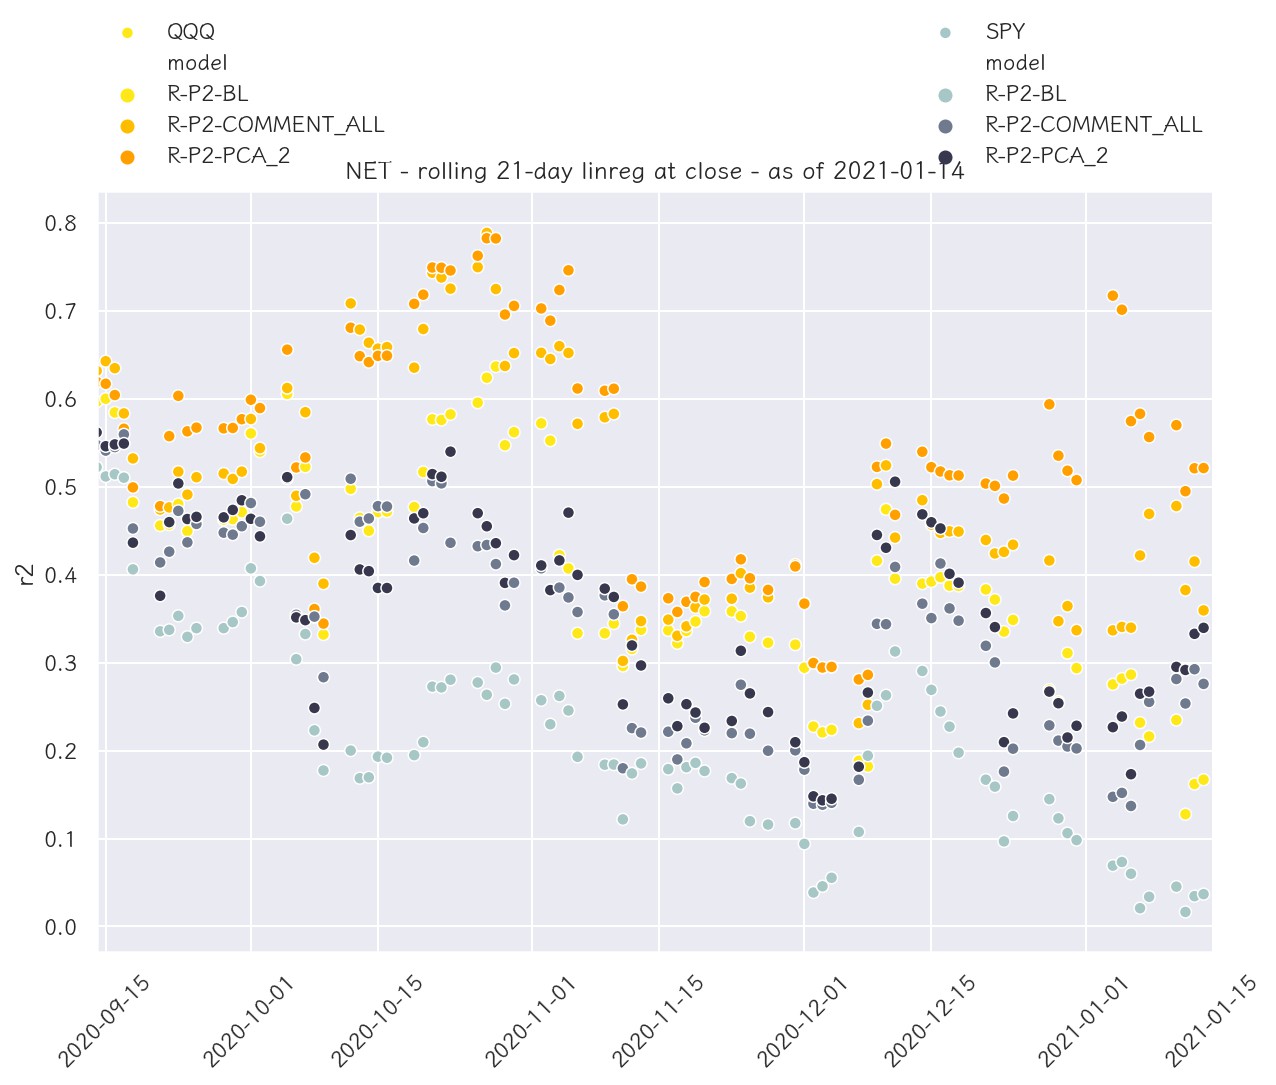 QQQ
model
R-P2-BL
R-P2-COMMENT_ALL
R-P2-PCA_2
SPY
model
R-P2-BL
R-P2-COMMENT_ALL
R-P2-PCA_2
NET - rolling 21-day linreg at close - as of 2021-01-14
r2
0.8
0.7
0.6
0.5
0.4
0.3
0.2
0.1
0.0
2020-09-15
2020-10-01
2020-10-15
2020-11-01
2020-11-15
2020-12-01
2020-12-15
2021-01-01
2021-01-15